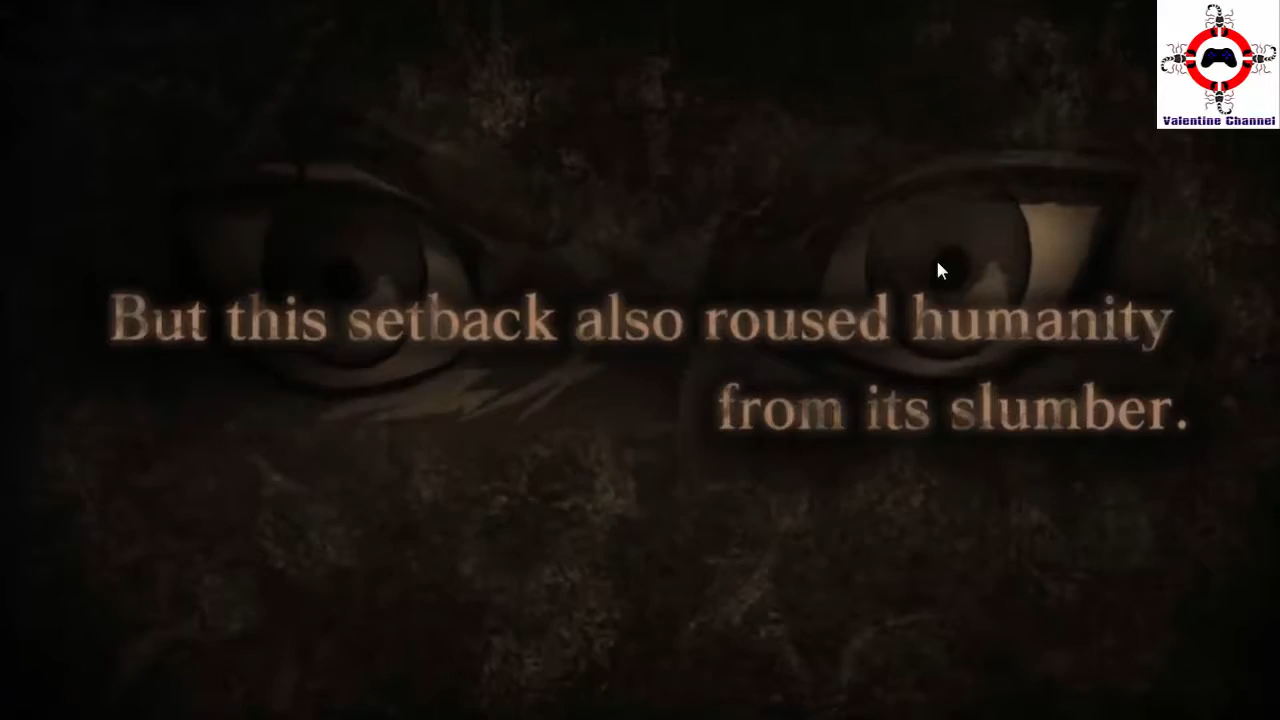 Valentine Channel
But this setback also roused humanity
from its slumber.